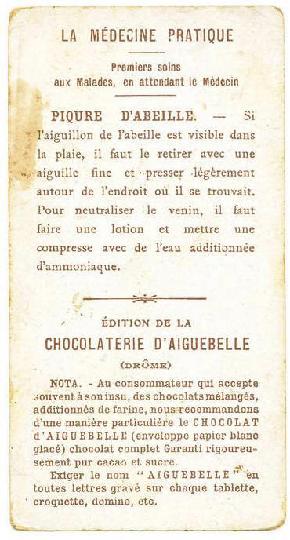 LA MÉDECINE PRATIQUE
Premiers soins
aux Malades, en attendant le Médecin
PIQURE D'ABEILLE. — Si
l'aiguillon de l'abeille est visible dans
la plaie, il faut le retirer avec une
aiguille fine et presser légèrement
autour de l'endroit où il se trouvait.
Pour neutraliser le venin, il faut
faire une lotion et mettre une
compresse avec de l'eau additionnée
d'ammoniaque.
ÉDITION DE LA
CHOCOLATERIE D'AIGUEBELLE
(DRÔME)
NOTA. - Au consommateur qui accepte
souvent à son insu, des chocolats mélangés,
additionnés de farine, nous recommandons
d'une manière particulière le CHOCOLAT
d'AIGUEBELLE (enveloppe papier blanc
glacé) chocolat complet Garanti rigoureu-
sement pur cacao et sucre.
Exiger le nom "AIGUEBELLE" en
toutes lettres gravé sur chaque tablette,
croquette, domino, etc.